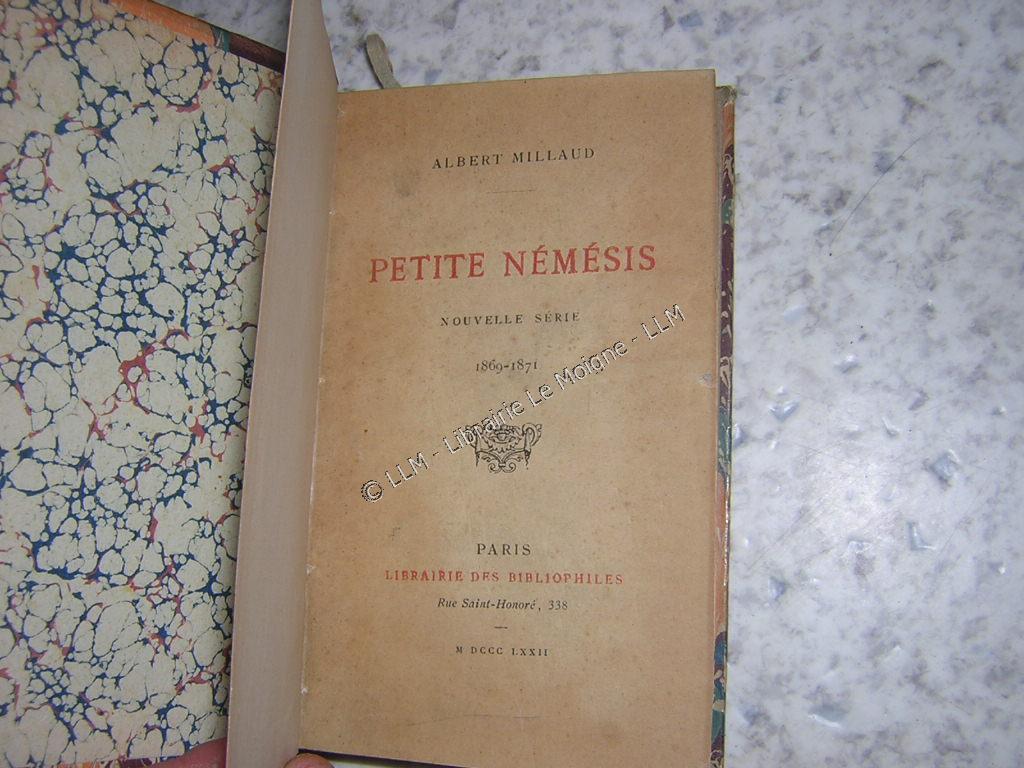 ALBERT MILLAUD
PETITE NÉMÉSIS
NOUVELLE SÉRIE
1869-1871
© LLM - Librairie Le Moigne - LLM
PARIS
LIBRAIRIE DES BIBLIOPHILES
Rue Saint-Honoré, 338
M DCCC LXXII